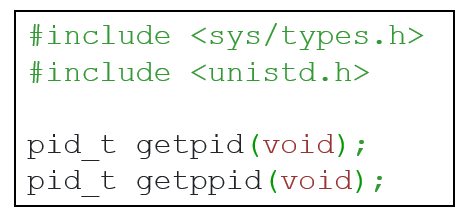 #include <sys/types.h>
#include <unistd.h>
pid_t getpid(void);
pid_t getppid(void);